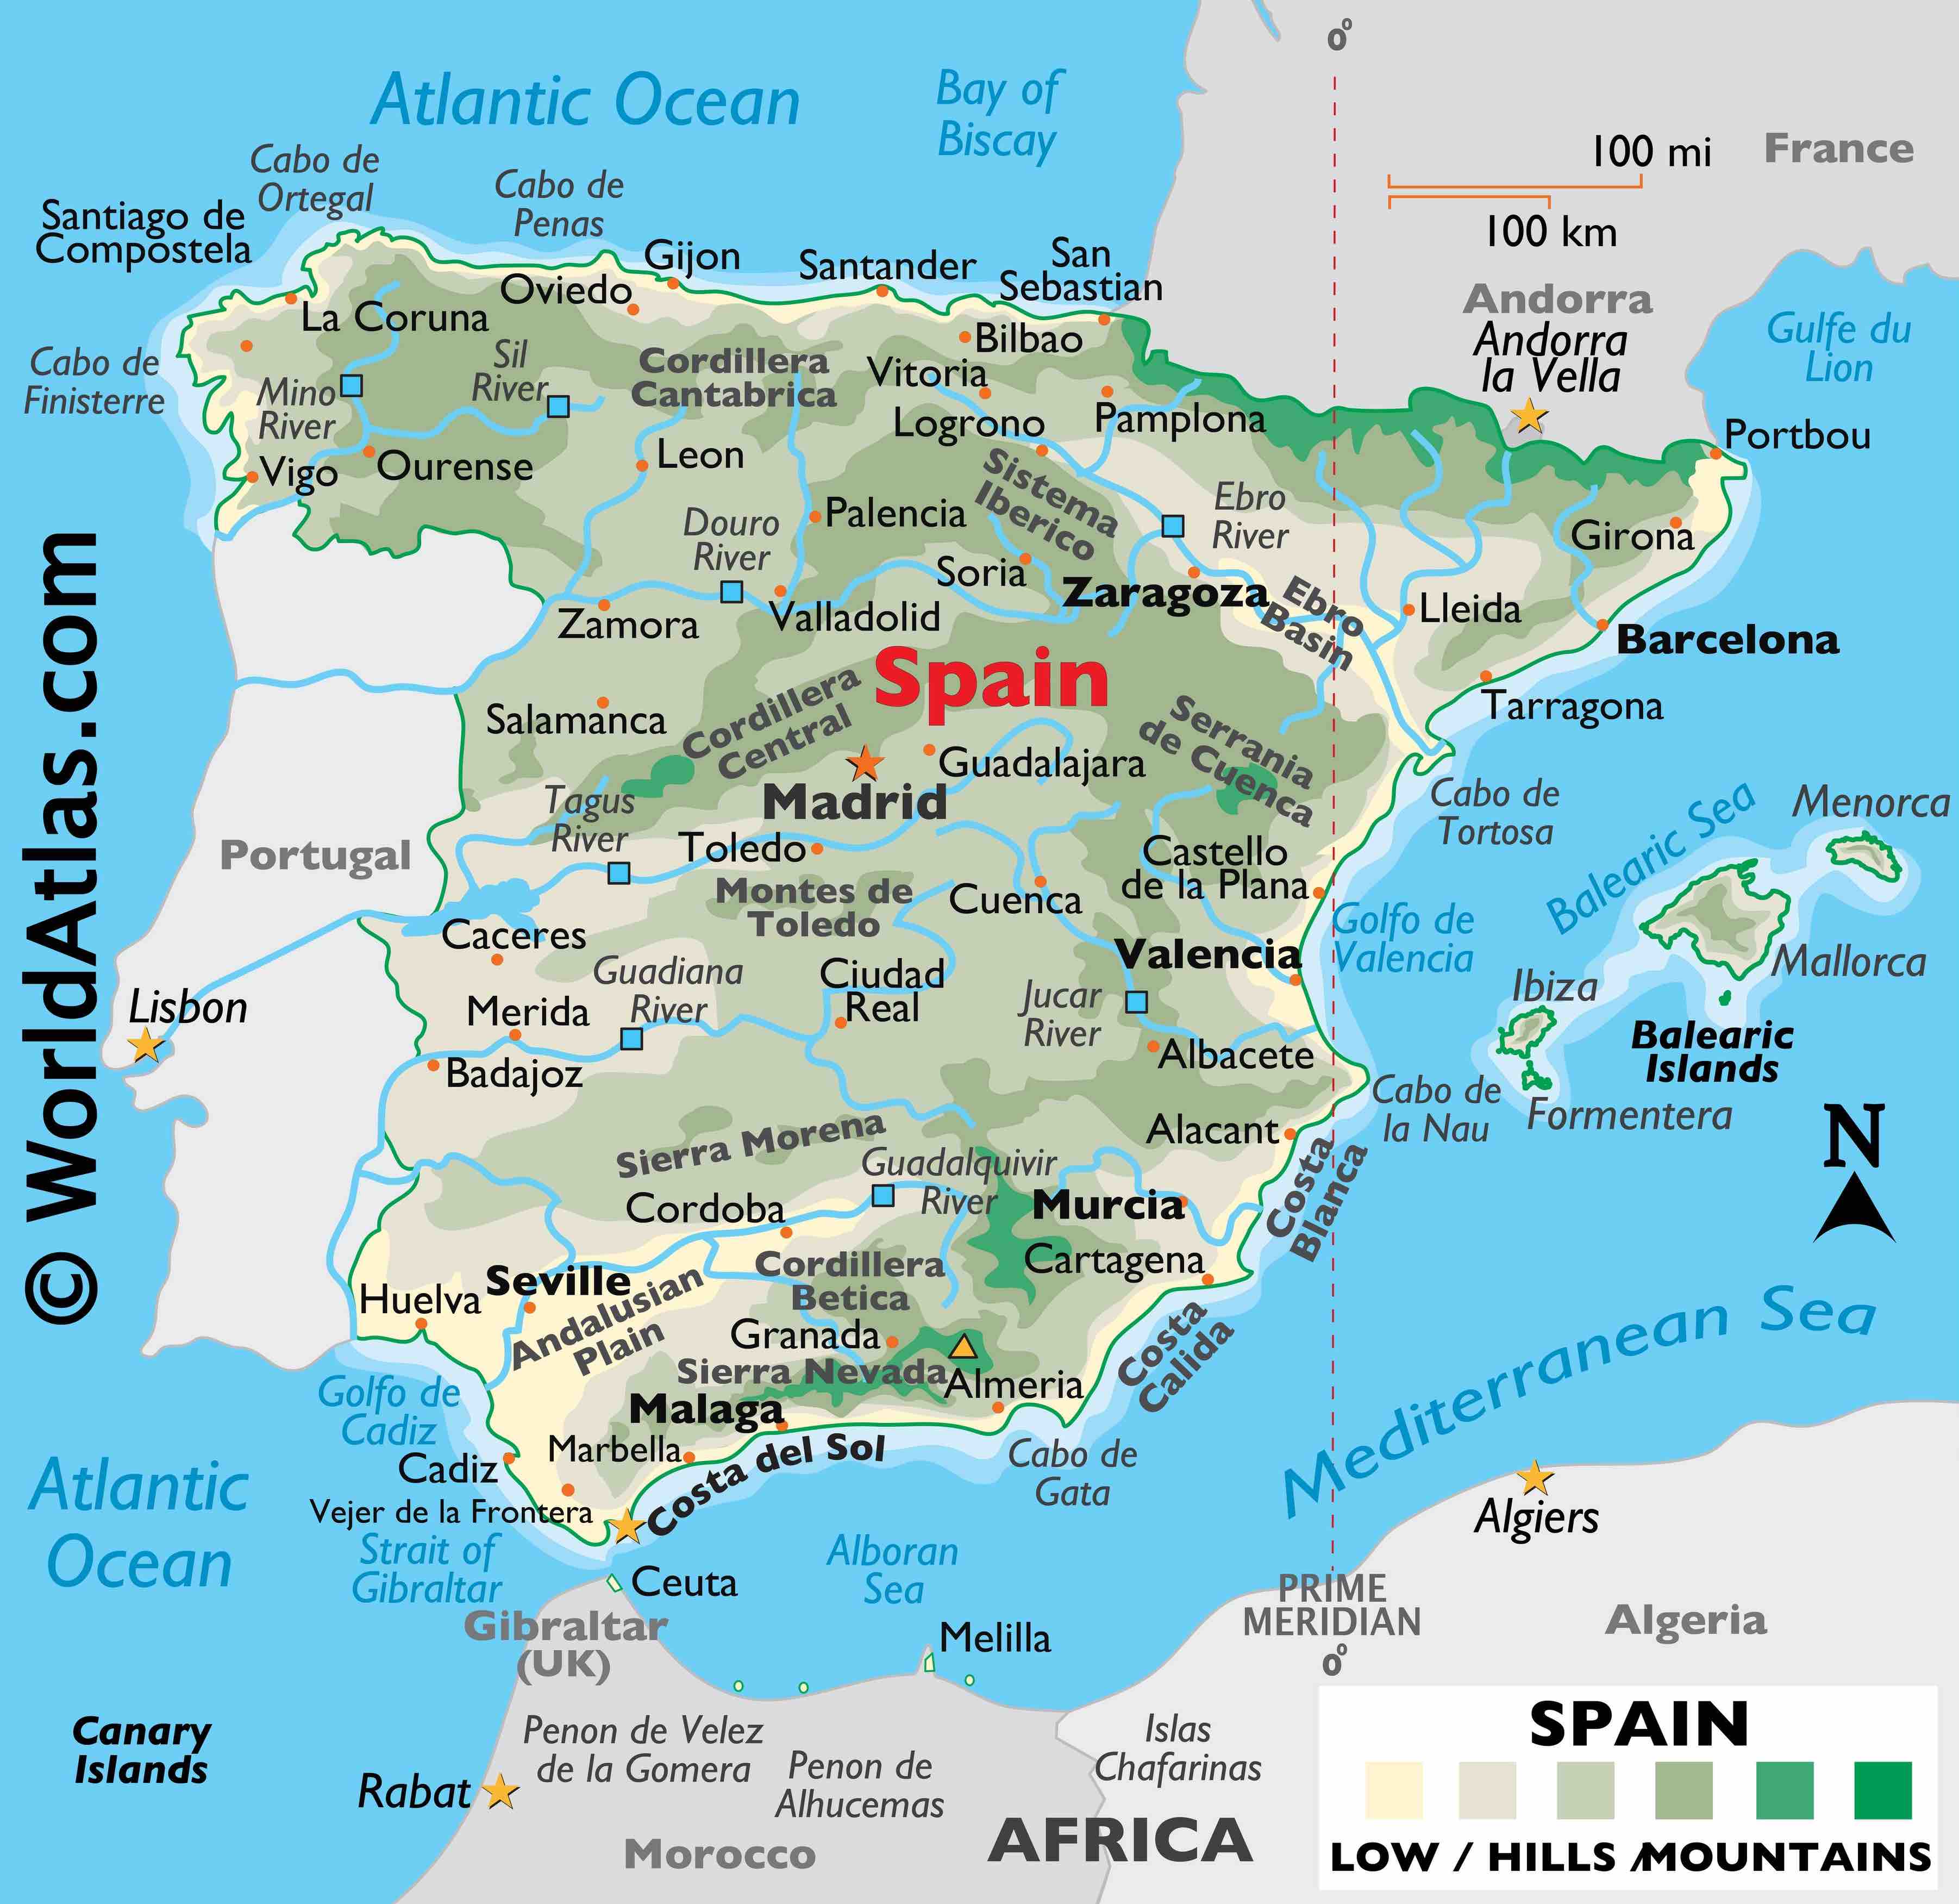 © WorldAtlas.com
0°
Atlantic Ocean
Bay of
Biscay
100 mi
100 km
France
Cabo de
Ortegal
Cabo de
Penas
Santiago de
Compostela
Gijon
Santander
San
Sebastian
Oviedo
La Coruna
Bilbao
Andorra
Andorra
la Vella
Gulfe du
Lion
Cabo de
Finisterre
Mino
River
Sil
River
Cordillera
Cantabrica
Vitoria
Logrono
Pamplona
Portbou
Vigo
Ourense
Leon
Sistema
Iberico
Ebro
River
Douro
River
Palencia
Girona
Soria
Zaragoza
Ebro
Basin
Lleida
Zamora
Valladolid
Barcelona
Spain
Salamanca
Cordillera
Central
Serrania
de Cuenca
Tarragona
Guadalajara
Madrid
Tagus
River
Cabo de
Tortosa
Balearic Sea
Menorca
Portugal
Toledo
Castello
de la Plana
Montes de
Toledo
Cuenca
Golfo de
Valencia
Caceres
Valencia
Mallorca
Guadiana
River
Ciudad
Real
Jucar
River
Ibiza
Lisbon
Merida
Balearic
Islands
Badajoz
Albacete
Cabo de
la Nau
Formentera
N
Sierra Morena
Alacant
Costa
Blanca
Guadalquivir
River
Cordoba
Murcia
Cordillera
Betica
Cartagena
Huelva
Seville
Andalusian
Plain
Granada
Sierra Nevada
Costa
Calida
Mediterranean Sea
Almeria
Golfo de
Cadiz
Malaga
Marbella
Costa del Sol
Cabo de
Gata
Cadiz
Vejer de la Frontera
Atlantic
Ocean
Strait of
Gibraltar
Alboran
Sea
Algiers
Ceuta
Gibraltar
(UK)
PRIME
MERIDIAN
0°
Algeria
Melilla
Canary
Islands
Penon de Velez
de la Gomera
Penon de
Alhucemas
Islas
Chafarinas
Rabat
Morocco
AFRICA
SPAIN
LOW / HILLS /MOUNTAINS